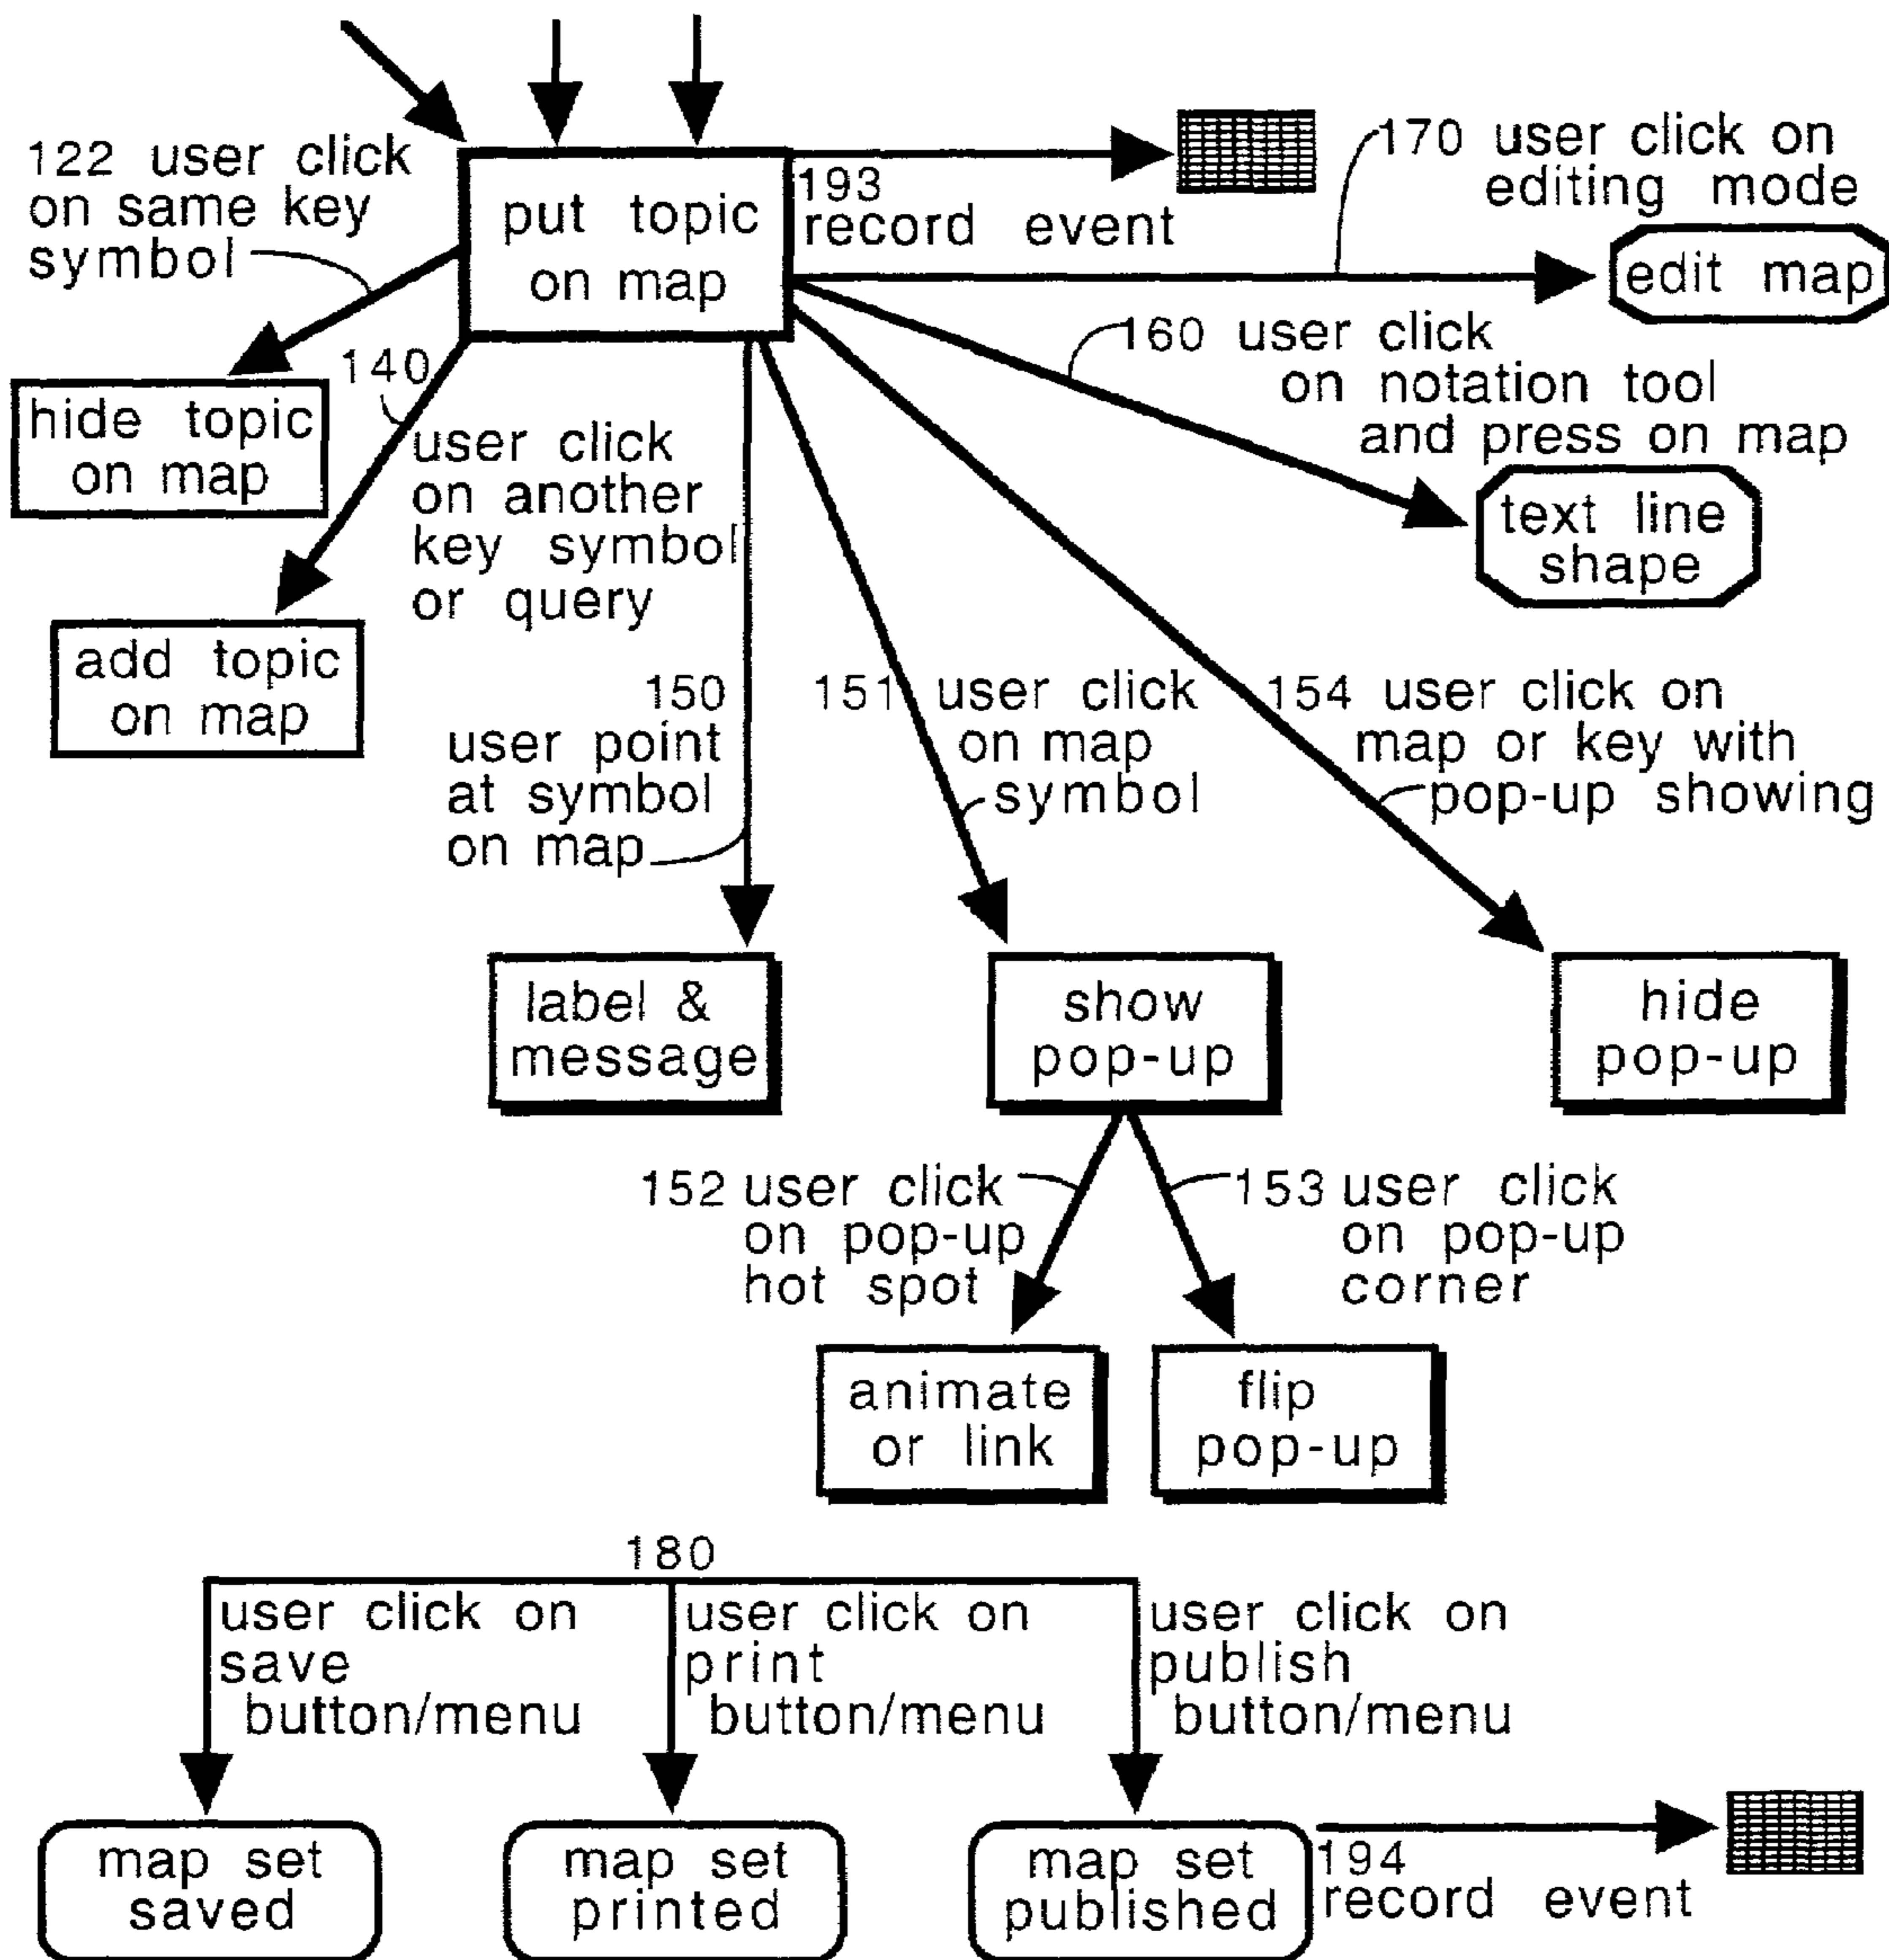 122 user click
on same key
symbol
put topic
on map
193
record event
170 user click on
editing mode
edit map
160 user click
on notation tool
and press on map
text line
shape
hide topic
on map
140
user click
on another
key symbol
or query
add topic
on map
150
user point
at symbol
on map
151 user click
on map
symbol
154 user click on
map or key with
pop-up showing
label &
message
show
pop-up
hide
pop-up
152 user click
on pop-up
hot spot
153 user click
on pop-up
corner
animate
or link
flip
pop-up
180
user click on
save
button/menu
user click on
print
button/menu
user click on
publish
button/menu
map set
saved
map set
printed
map set
published
194
record event